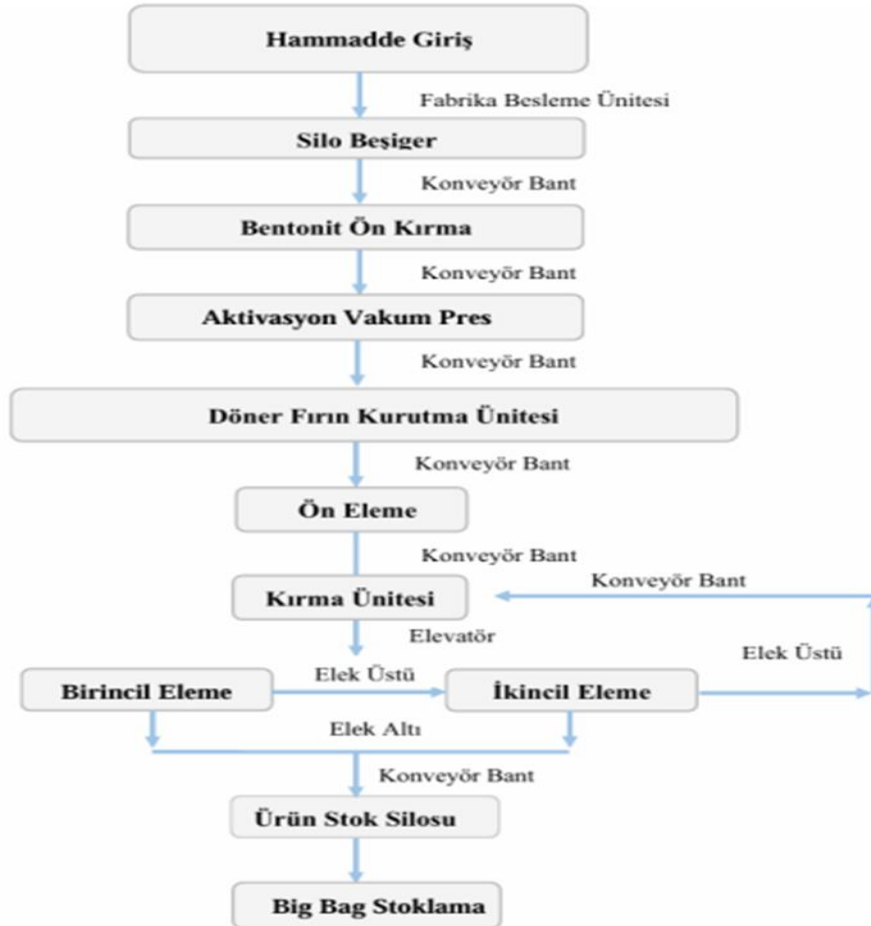 Hammadde Giriş
Fabrika Besleme Ünitesi
Silo Beşiger
Konveyör Bant
Bentonit Ön Kırma
Konveyör Bant
Aktivasyon Vakum Pres
Konveyör Bant
Döner Fırın Kurutma Ünitesi
Konveyör Bant
Ön Eleme
Konveyör Bant
Konveyör Bant
Kırma Ünitesi
Elevatör
Elek Üstü
Elek Üstü
Birincil Eleme
İkincil Eleme
Elek Altı
Konveyör Bant
Ürün Stok Silosu
Big Bag Stoklama